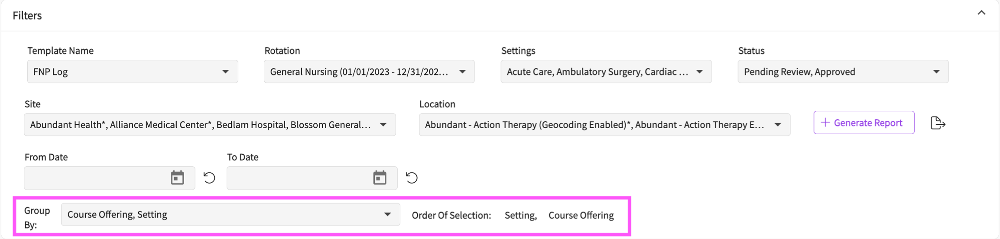 Filters
Template Name
Rotation
Settings
Status
FNP Log
General Nursing (01/01/2023 - 12/31/202...
Acute Care, Ambulatory Surgery, Cardiac ...
Pending Review, Approved
Site
Location
Abundant Health*, Alliance Medical Center*, Bedlam Hospital, Blossom General...
Abundant - Action Therapy (Geocoding Enabled)*, Abundant - Action Therapy E...
Generate Report
From Date
To Date
Group
By:
Course Offering, Setting
Order Of Selection: Setting, Course Offering